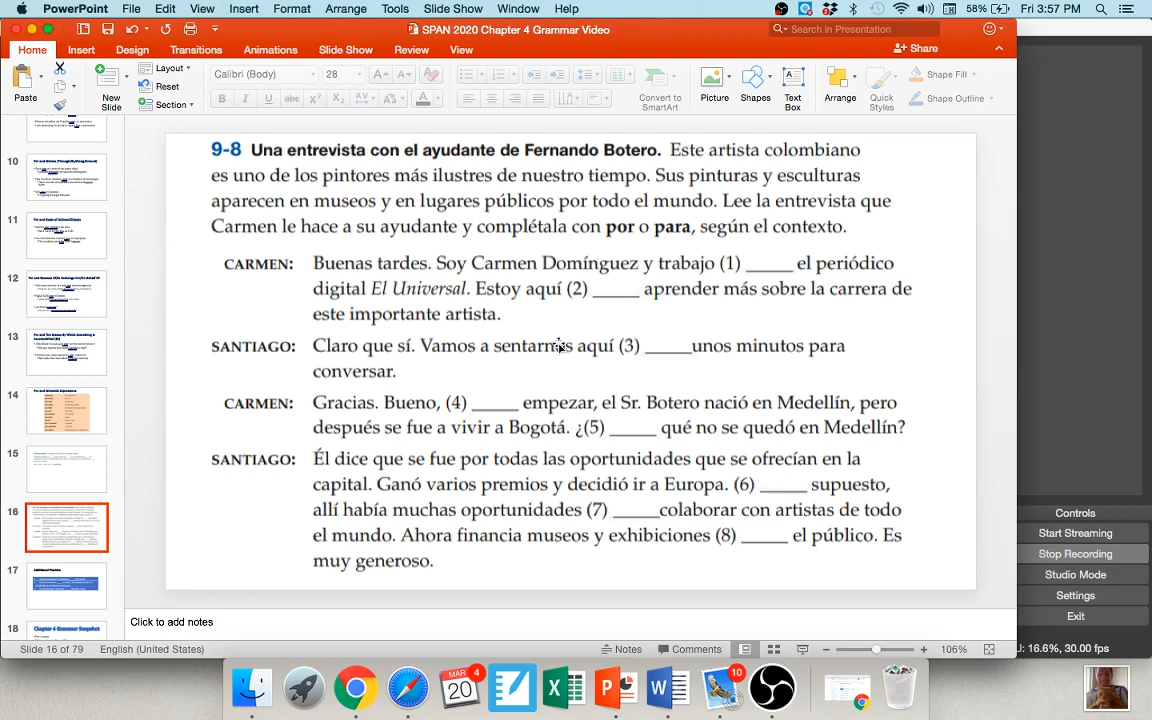 PowerPoint File Edit View Insert Format Arrange Tools Slide Show Window Help 58% Fri 3:57 PM
SPAN 2020 Chapter 4 Grammar Video
Search in Presentation
Home Insert Design Transitions Animations Slide Show Review View
Share
Paste
New Slide
Layout
Reset
Section
Calibri (Body) 28
Convert to SmartArt
Picture
Shapes
Text Box
Arrange
Quick Styles
Shape Fill
Shape Outline
10
11
12
13
14
15
16
17
18
Additional Practice
Chapter 4 Grammar Snapshot
9-8 Una entrevista con el ayudante de Fernando Botero. Este artista colombiano
es uno de los pintores más ilustres de nuestro tiempo. Sus pinturas y esculturas
aparecen en museos y en lugares públicos por todo el mundo. Lee la entrevista que
Carmen le hace a su ayudante y complétala con por o para, según el contexto.
CARMEN: Buenas tardes. Soy Carmen Domínguez y trabajo (1) _____ el periódico
digital El Universal. Estoy aquí (2) _____ aprender más sobre la carrera de
este importante artista.
SANTIAGO: Claro que sí. Vamos a sentarnos aquí (3) _____unos minutos para
conversar.
CARMEN: Gracias. Bueno, (4) _____ empezar, el Sr. Botero nació en Medellín, pero
después se fue a vivir a Bogotá. ¿(5) _____ qué no se quedó en Medellín?
SANTIAGO: Él dice que se fue por todas las oportunidades que se ofrecían en la
capital. Ganó varios premios y decidió ir a Europa. (6) _____ supuesto,
allí había muchas oportunidades (7) _____colaborar con artistas de todo
el mundo. Ahora financia museos y exhibiciones (8) _____ el público. Es
muy generoso.
Click to add notes
Slide 16 of 79 English (United States) Notes Comments 106%
Controls
Start Streaming
Stop Recording
Studio Mode
Settings
Exit
U: 16.6%, 30.00 fps
MAR
20
4
10